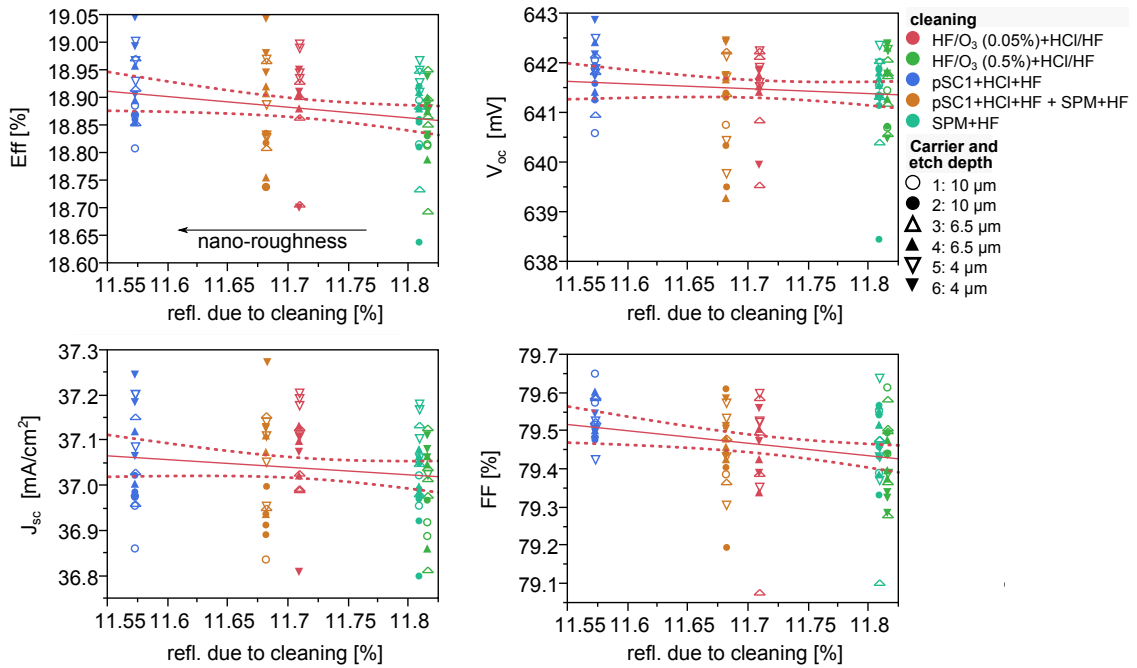 19.05
19.00
18.95
18.90
18.85
18.80
18.75
18.70
18.65
18.60
Eff [%]
nano-roughness
11.55 11.6 11.65 11.7 11.75 11.8
refl. due to cleaning [%]
643
642
641
640
639
638
Voc [mV]
11.55 11.6 11.65 11.7 11.75 11.8
refl. due to cleaning [%]
cleaning
HF/O₃ (0.05%)+HCl/HF
HF/O₃ (0.5%)+HCl/HF
pSC1+HCl+HF
pSC1+HCl+HF + SPM+HF
SPM+HF
Carrier and
etch depth
1: 10 µm
2: 10 µm
3: 6.5 µm
4: 6.5 µm
5: 4 µm
6: 4 µm
37.3
37.2
37.1
37.0
36.9
36.8
Jsc [mA/cm²]
11.55 11.6 11.65 11.7 11.75 11.8
refl. due to cleaning [%]
79.7
79.6
79.5
79.4
79.2
79.2
79.1
FF [%]
11.55 11.6 11.65 11.7 11.75 11.8
refl. due to cleaning [%]